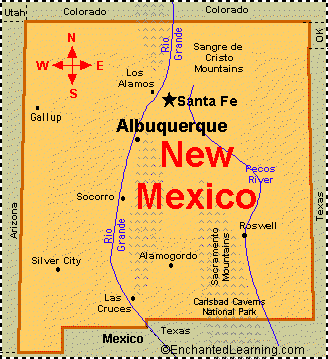 Utah
Colorado
Colorado
OK
N
W
E
S
Rio
Grande
Sangre de
Cristo
Mountains
Los
Alamos
Santa Fe
Gallup
Albuquerque
New
Mexico
Pecos
River
Arizona
Texas
Socorro
Rio
Grande
Roswell
Silver City
Alamogordo
Sacramento
Mountains
Las
Cruces
Carlsbad Caverns
National Park
Texas
Mexico
©EnchantedLearning.com